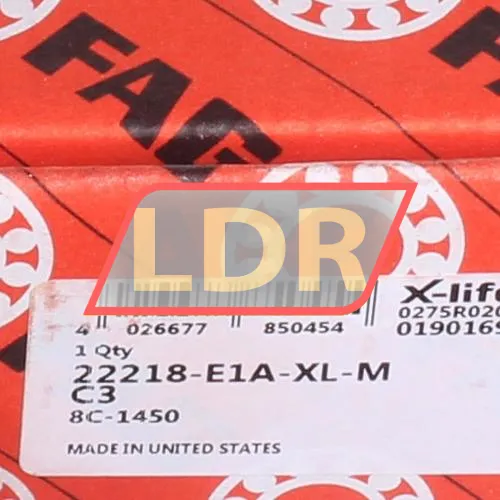 FAG
LDR
X-life
4 026677 850454
0275R020
019016
1 Qty
22218-E1A-XL-M
C3
8C-1450
MADE IN UNITED STATES